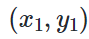 (x₁, y₁)